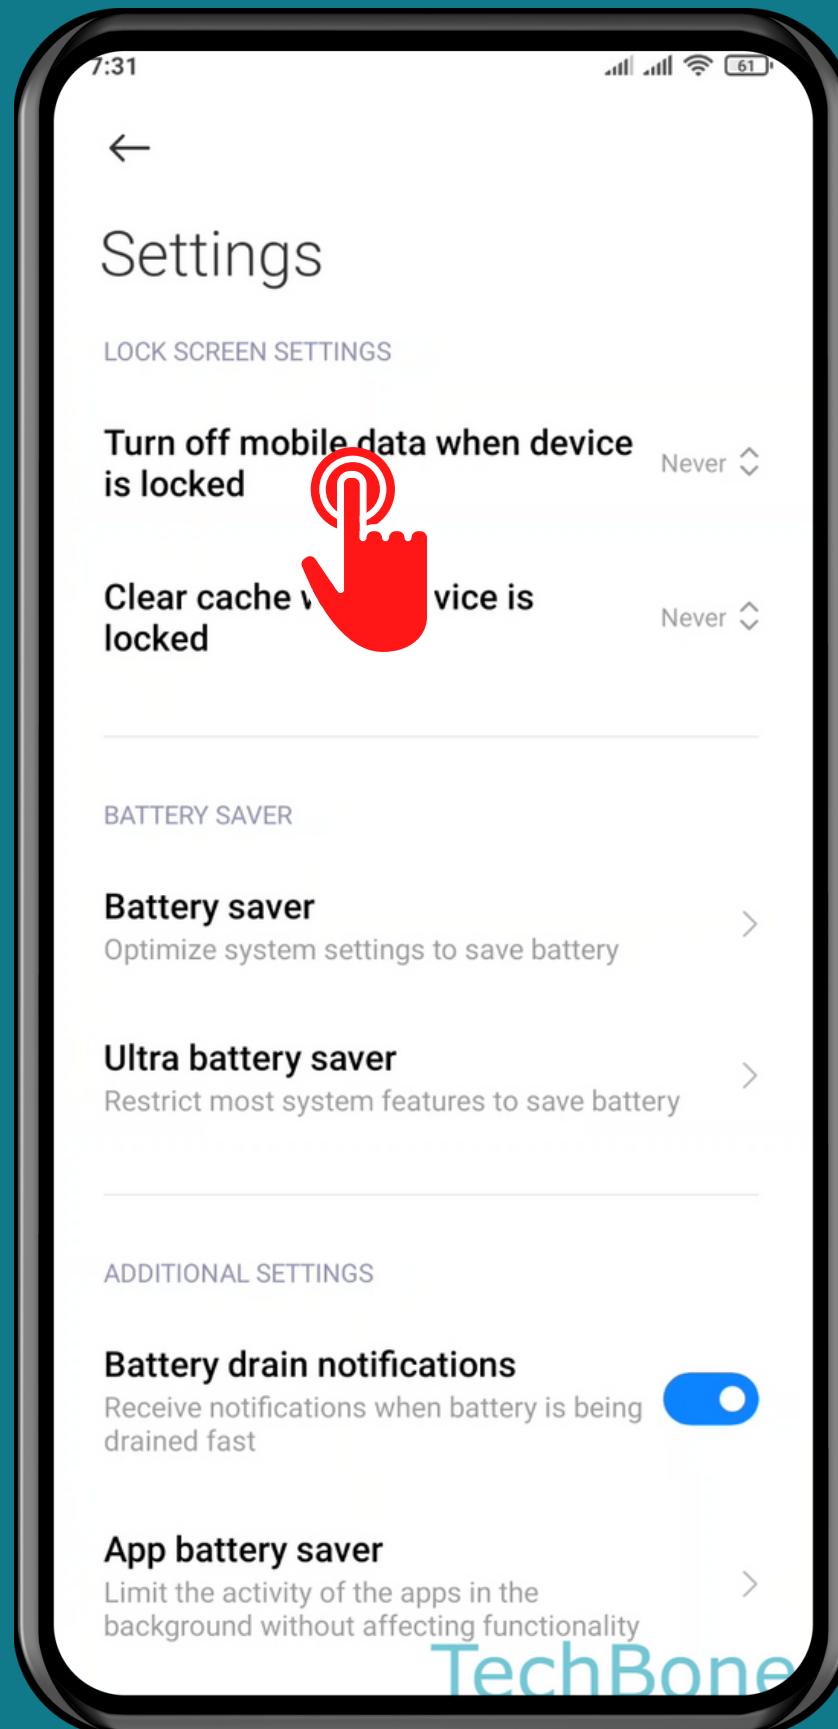 7:31
61
Settings
LOCK SCREEN SETTINGS
Turn off mobile data when device
is locked
Never
Clear cache vice is
locked
Never
BATTERY SAVER
Battery saver
Optimize system settings to save battery
Ultra battery saver
Restrict most system features to save battery
ADDITIONAL SETTINGS
Battery drain notifications
Receive notifications when battery is being
drained fast
App battery saver
Limit the activity of the apps in the
background without affecting functionality
TechBone